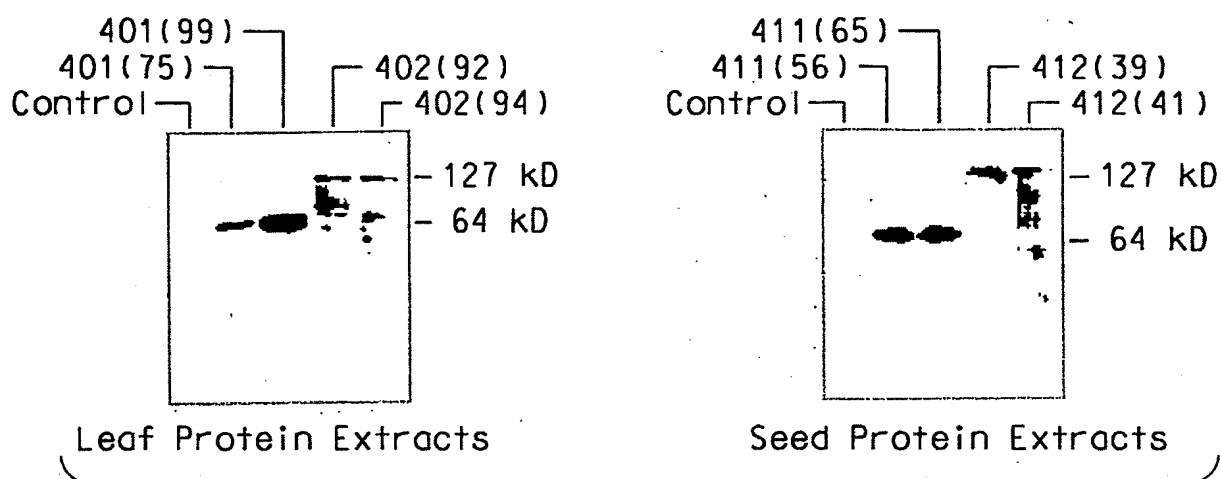 401(99)
401(75)
402(92)
Control
402(94)
127 kD
64 kD
Leaf Protein Extracts
411(65)
411(56)
412(39)
Control
412(41)
127 kD
64 kD
Seed Protein Extracts